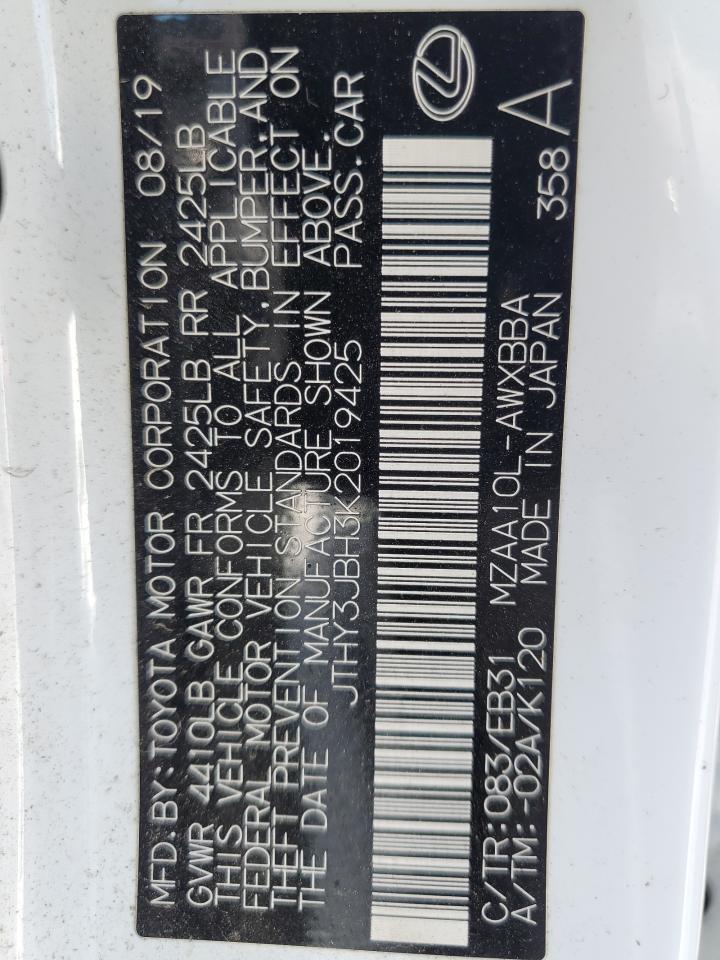 MFD.BY:TOYOTA MOTOR CORPORATION 08/19
GVWR 4410LB GAWR FR 2425LB RR 2425LB
THIS VEHICLE CONFORMS TO ALL APPLICABLE
FEDERAL MOTOR VEHICLE SAFETY,BUMPER,AND
THEFT PREVENTION STANDARDS IN EFFECT ON
THE DATE OF MANUFACTURE SHOWN ABOVE.
JTHY3JBH3K2019425 PASS.CAR
C/TR:083/EB31 MZAA10L-AWXBBA 358 A
A/TM:-02A/K120 MADE IN JAPAN